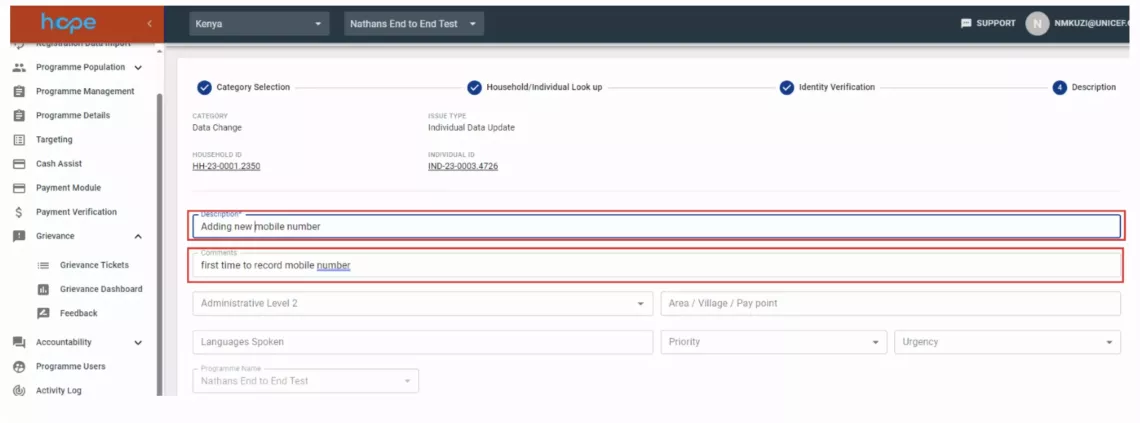 hope
Kenya
Nathans End to End Test
SUPPORT
N
NMKUZI@UNICEF.
Registration Data Import
Programme Population
Programme Management
Programme Details
Targeting
Cash Assist
Payment Module
Payment Verification
Grievance
Grievance Tickets
Grievance Dashboard
Feedback
Accountability
Programme Users
Activity Log
Category Selection
Household/Individual Look up
Identity Verification
4 Description
CATEGORY
Data Change
ISSUE TYPE
Individual Data Update
HOUSEHOLD ID
HH-23-0001.2350
INDIVIDUAL ID
IND-23-0003.4726
Description*
Adding new mobile number
Comments
first time to record mobile number
Administrative Level 2
Area / Village / Pay point
Languages Spoken
Priority
Urgency
Programme Name
Nathans End to End Test